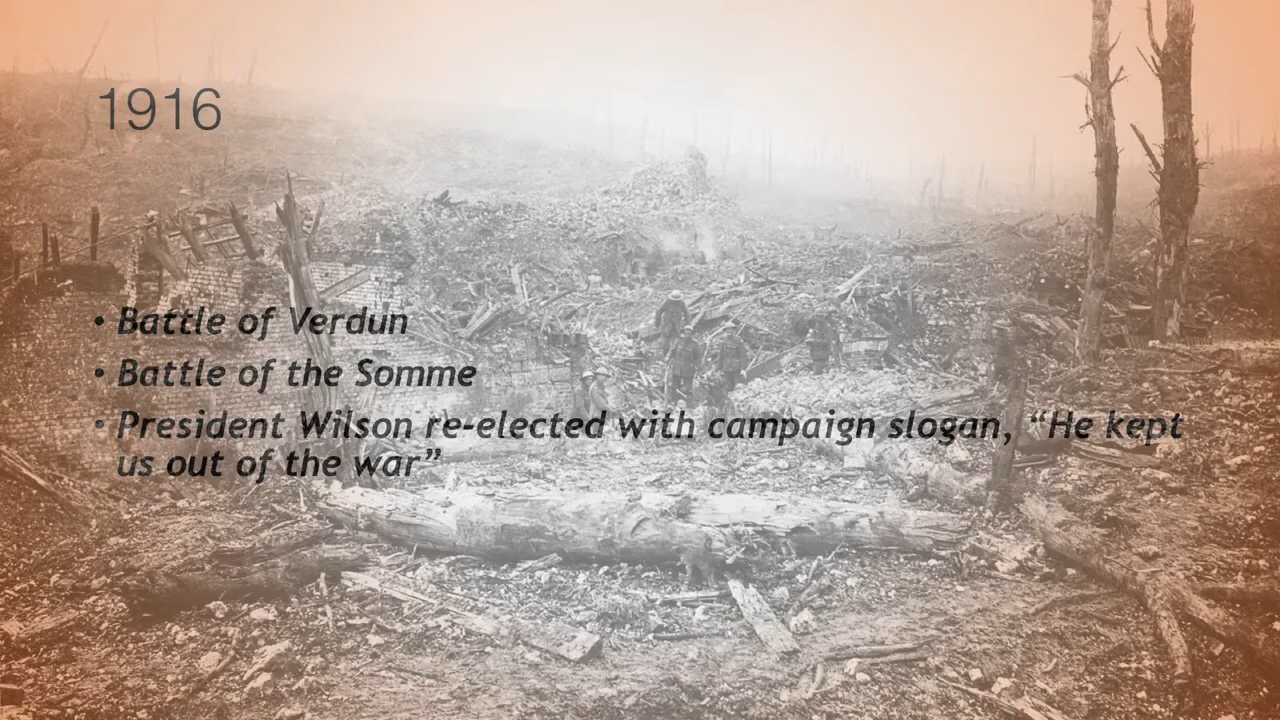 1916
• Battle of Verdun
• Battle of the Somme
• President Wilson re-elected with campaign slogan, “He kept
us out of the war”